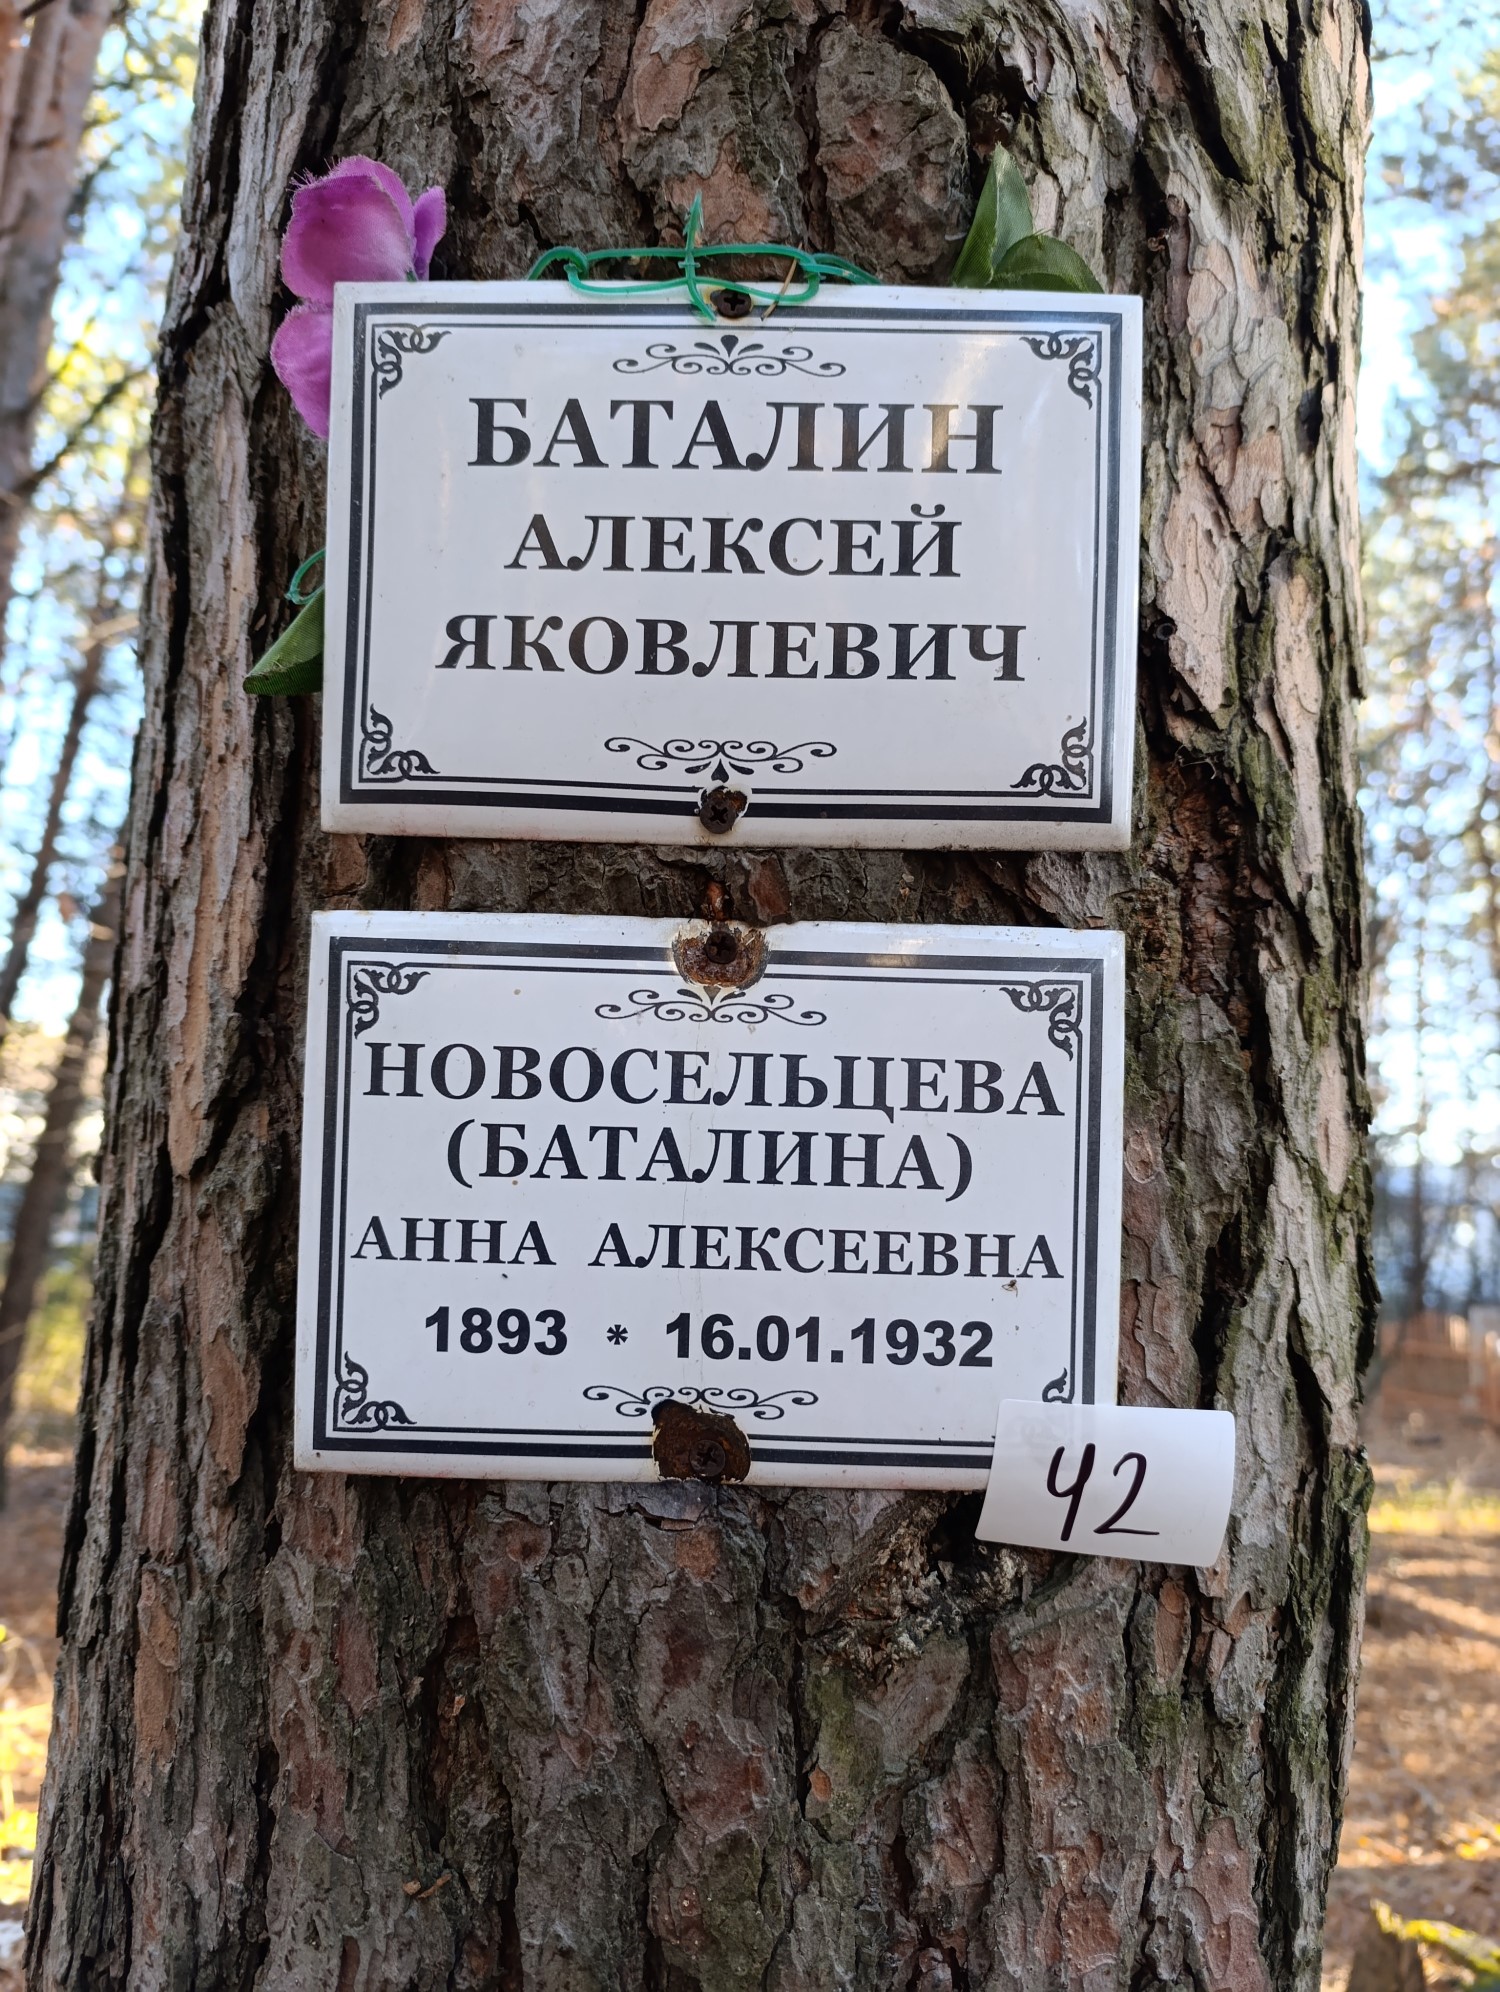 БАТАЛИН
АЛЕКСЕЙ
ЯКОВЛЕВИЧ
НОВОСЕЛЬЦЕВА
(БАТАЛИНА)
АННА АЛЕКСЕЕВНА
1893 * 16.01.1932
42